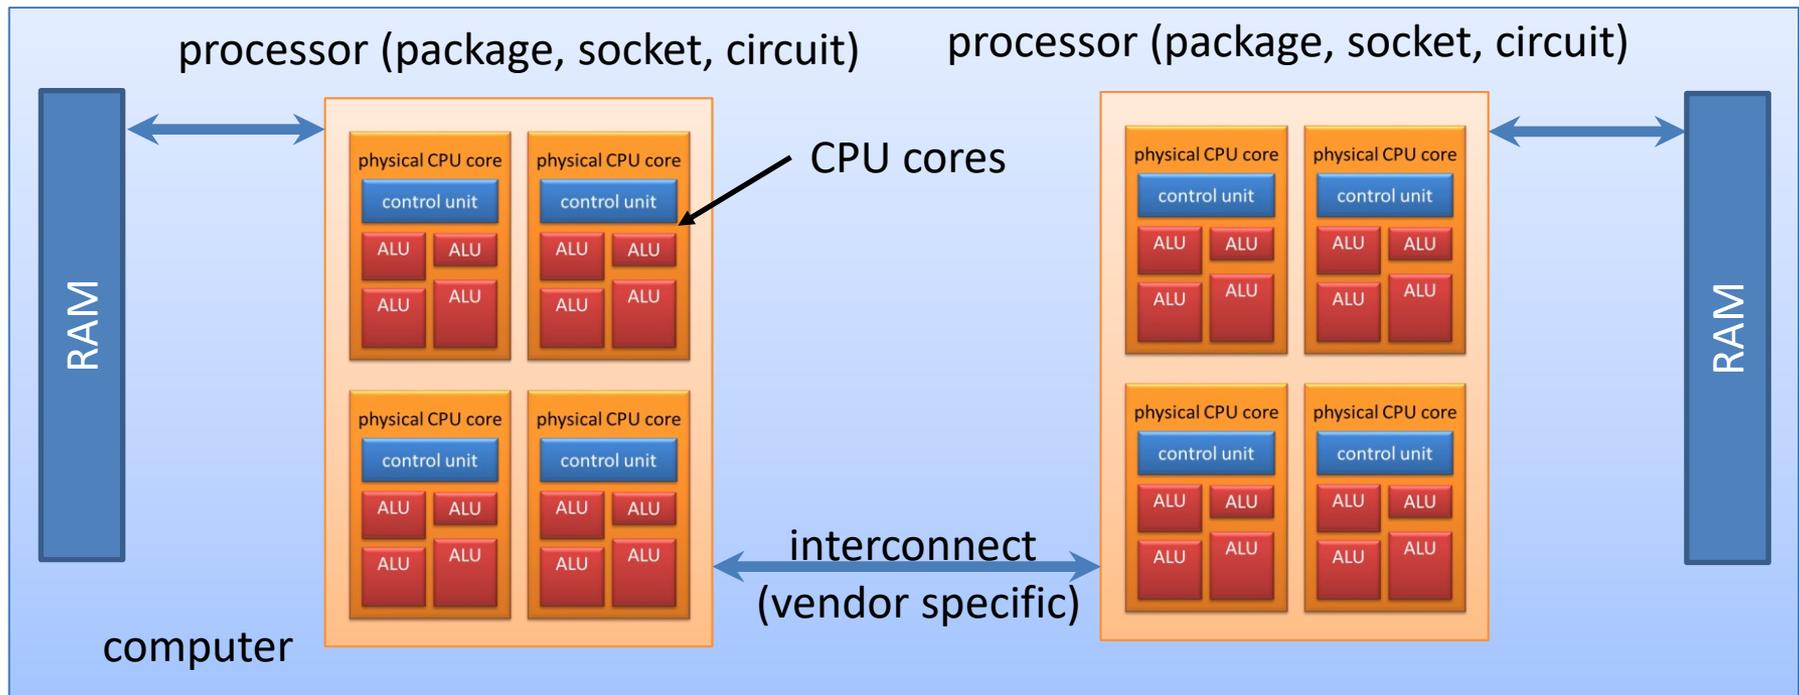 processor (package, socket, circuit)
processor (package, socket, circuit)
RAM
physical CPU core
control unit
ALU
ALU
ALU
ALU
physical CPU core
control unit
ALU
ALU
ALU
ALU
CPU cores
physical CPU core
control unit
ALU
ALU
ALU
ALU
physical CPU core
control unit
ALU
ALU
ALU
ALU
RAM
physical CPU core
control unit
ALU
ALU
ALU
ALU
physical CPU core
control unit
ALU
ALU
ALU
ALU
interconnect
(vendor specific)
physical CPU core
control unit
ALU
ALU
ALU
ALU
physical CPU core
control unit
ALU
ALU
ALU
ALU
computer